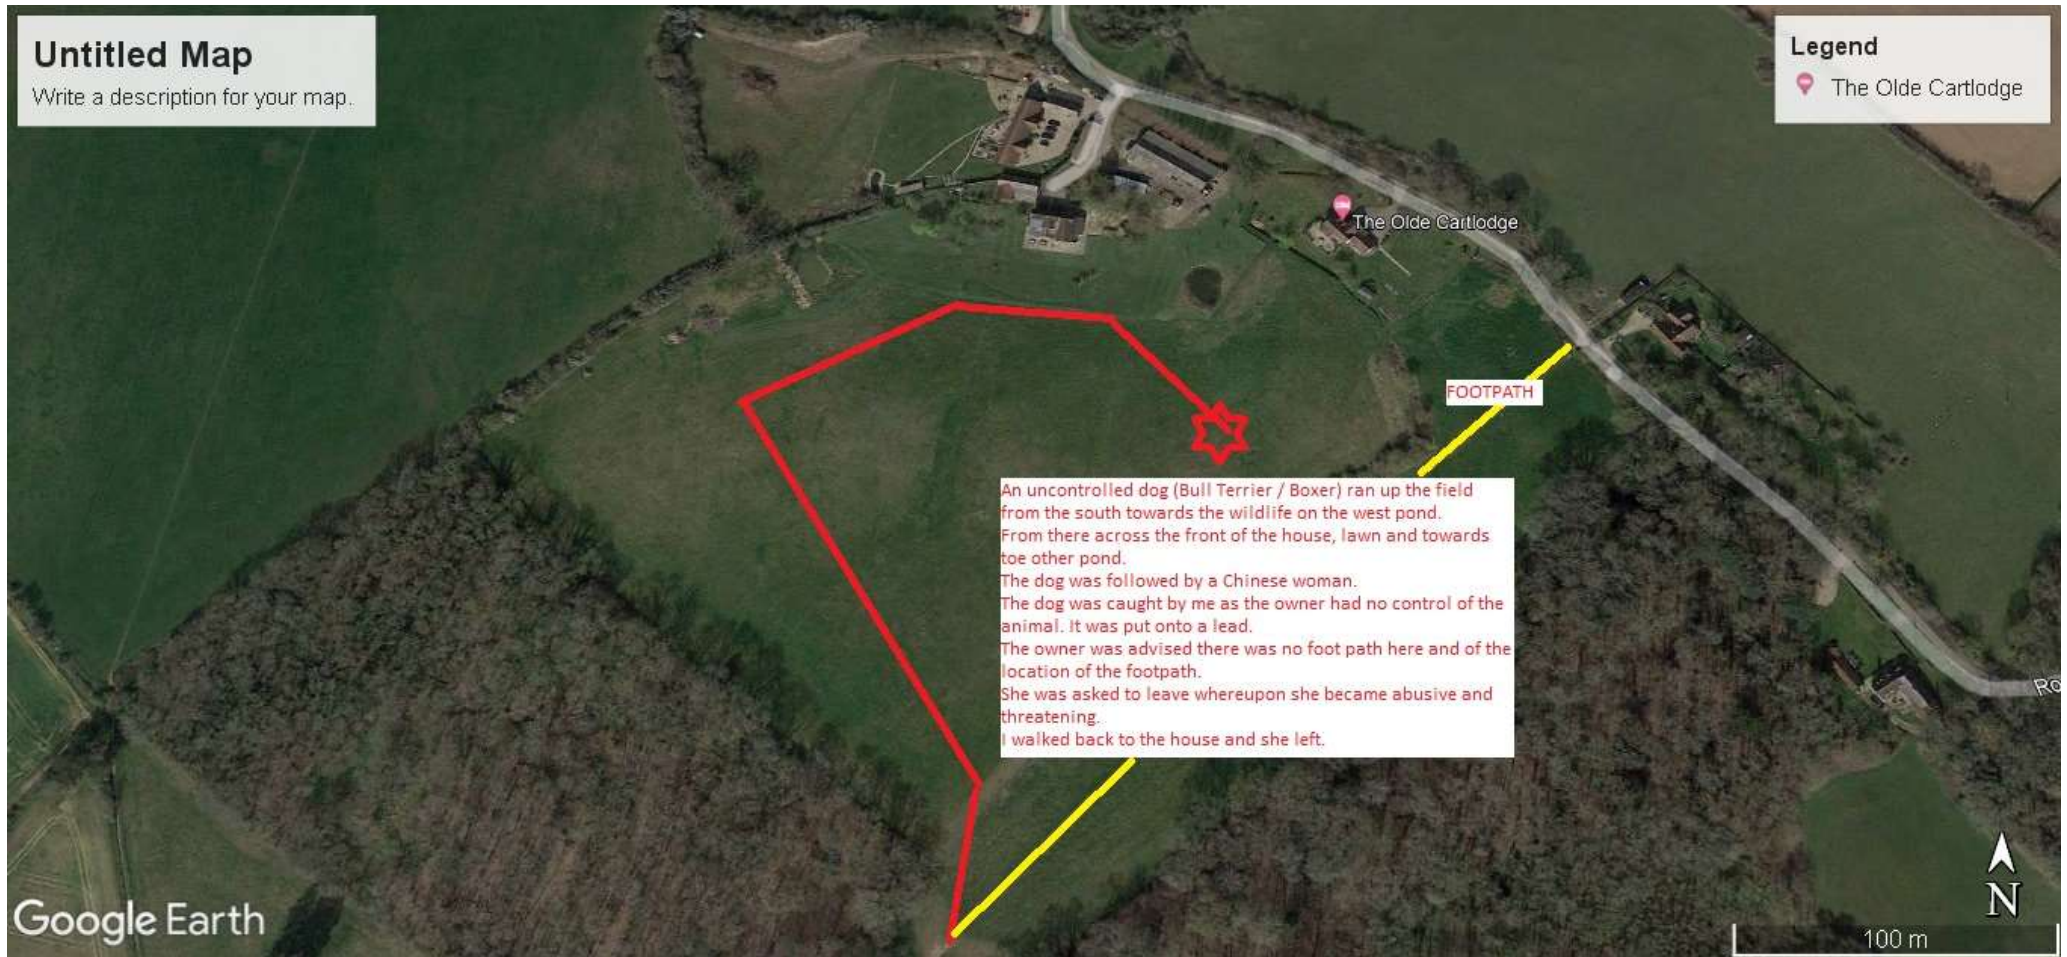 Untitled Map
Write a description for your map.
Legend
The Olde Cartlodge
The Olde Cartlodge
FOOTPATH
An uncontrolled dog (Bull Terrier / Boxer) ran up the field
from the south towards the wildlife on the west pond.
From there across the front of the house, lawn and towards
toe other pond.
The dog was followed by a Chinese woman.
The dog was caught by me as the owner had no control of the
animal. It was put onto a lead.
The owner was advised there was no foot path here and of the
location of the footpath.
She was asked to leave whereupon she became abusive and
threatening.
I walked back to the house and she left.
Ro
Google Earth
N
100 m